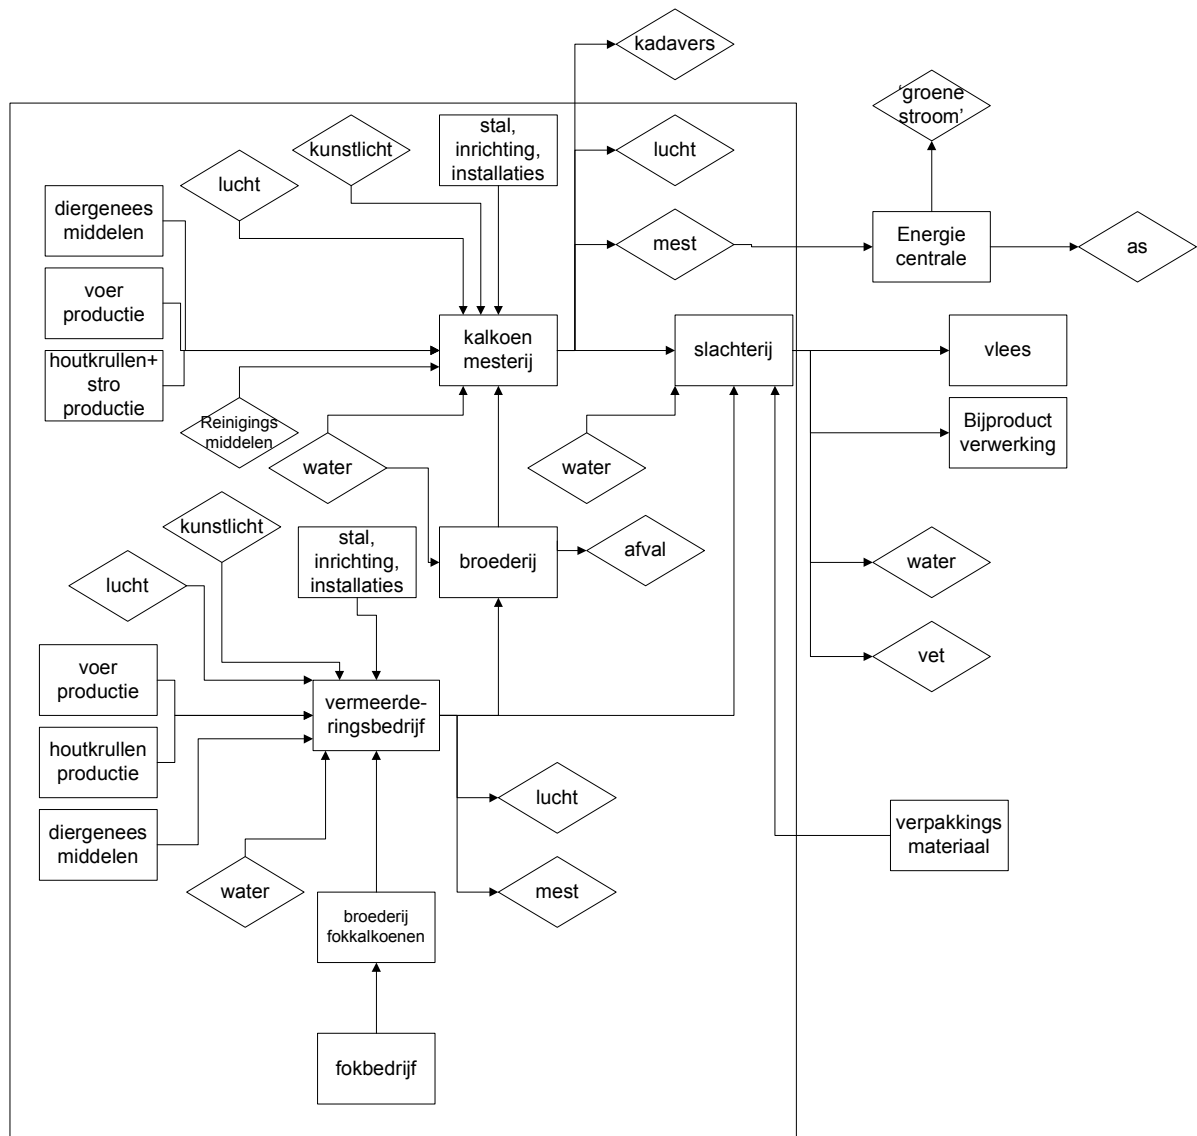 kadavers
‘groene
stroom’
stal,
inrichting,
installaties
kunstlicht
lucht
lucht
diergenees
middelen
mest
Energie
centrale
as
voer
productie
kalkoen
mesterij
slachterij
vlees
houtkrullen+
stro
productie
Reinigings
middelen
Bijproduct
verwerking
water
water
kunstlicht
stal,
inrichting,
installaties
broederij
afval
water
lucht
vet
voer
productie
vermeerde-
ringsbedrijf
houtkrullen
productie
lucht
diergenees
middelen
verpakkings
materiaal
water
mest
broederij
fokkalkoenen
fokbedrijf